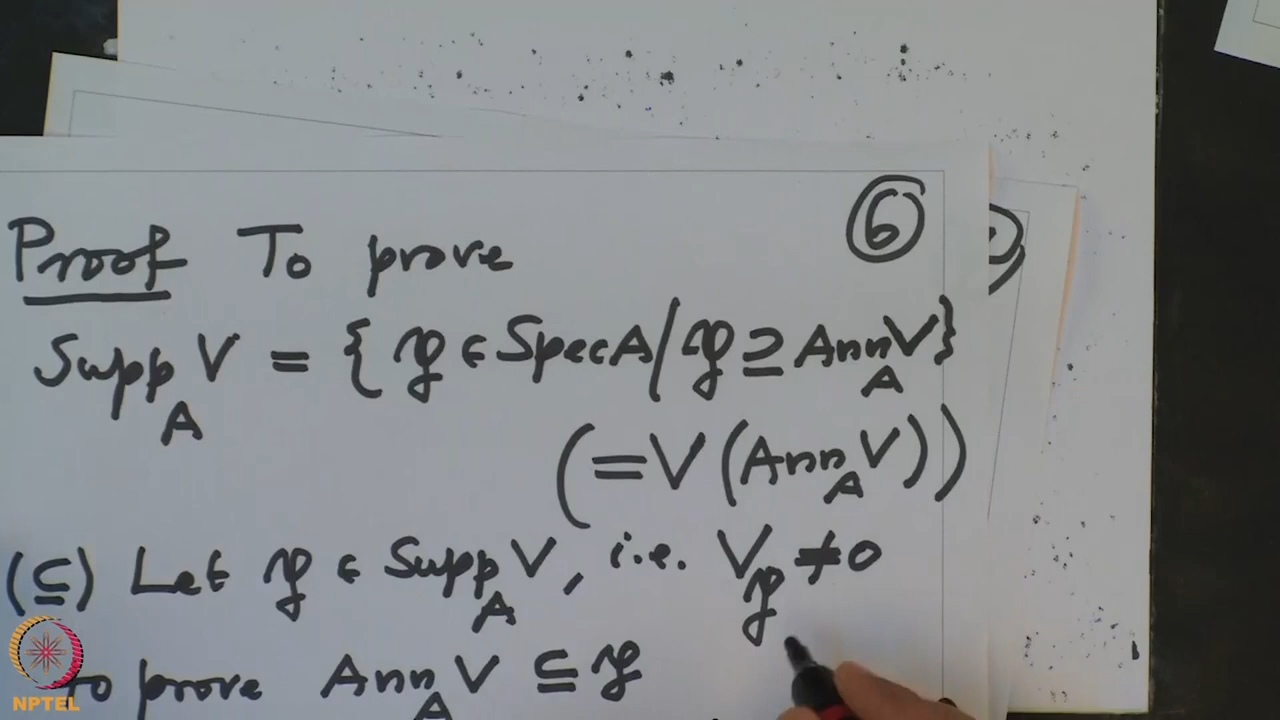 ⑥
Proof To prove
Supp_A V = { 𝔭 ∈ Spec A / 𝔭 ⊇ Ann_A V }
( = V ( Ann_A V ) )
(⊆) Let 𝔭 ∈ Supp_A V, i.e. V_𝔭 ≠ 0
To prove Ann_A V ⊆ 𝔭
NPTEL